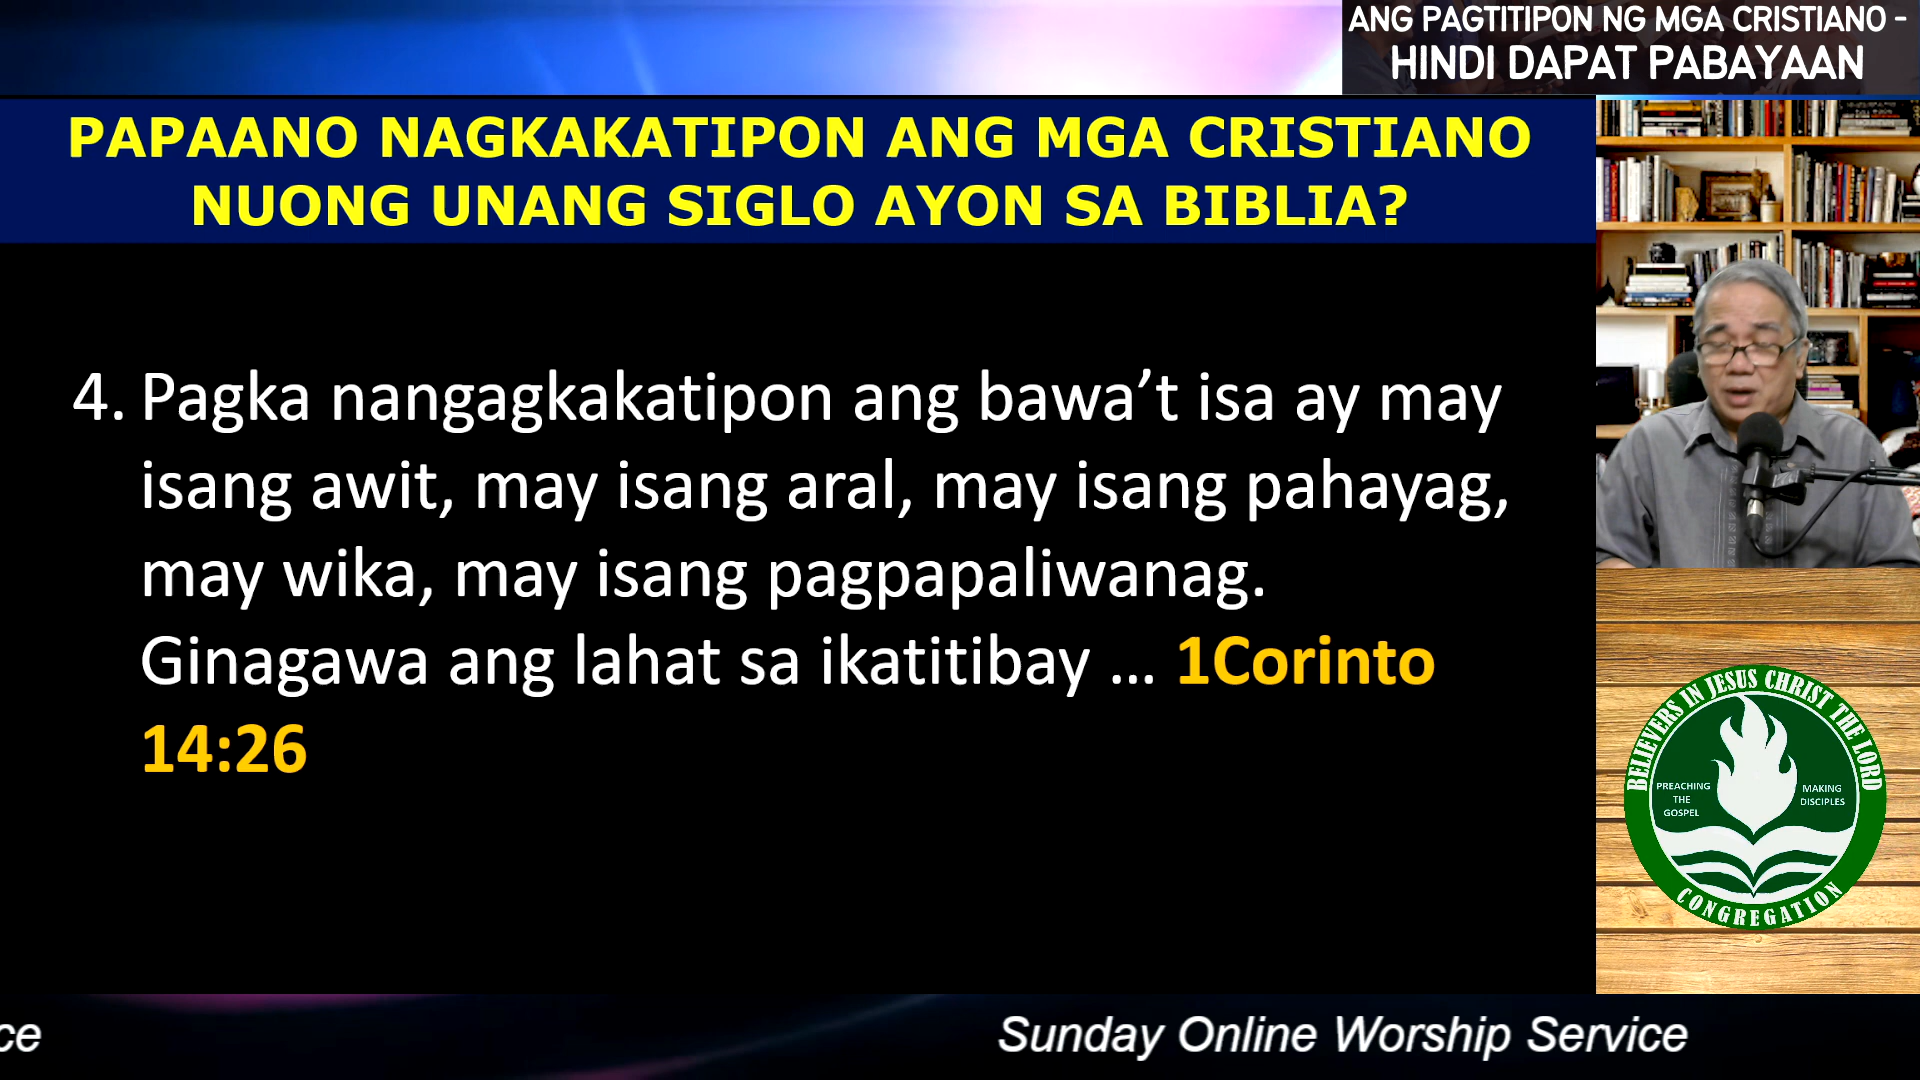 ANG PAGTITIPON NG MGA CRISTIANO -
HINDI DAPAT PABAYAAN
PAPAANO NAGKAKATIPON ANG MGA CRISTIANO
NUONG UNANG SIGLO AYON SA BIBLIA?
4. Pagka nangagkakatipon ang bawa’t isa ay may
isang awit, may isang aral, may isang pahayag,
may wika, may isang pagpapaliwanag.
Ginagawa ang lahat sa ikatitibay ... 1Corinto
14:26
BELIEVERS IN JESUS CHRIST THE LORD
PREACHING
THE
GOSPEL
MAKING
DISCIPLES
CONGREGATION
ce
Sunday Online Worship Service